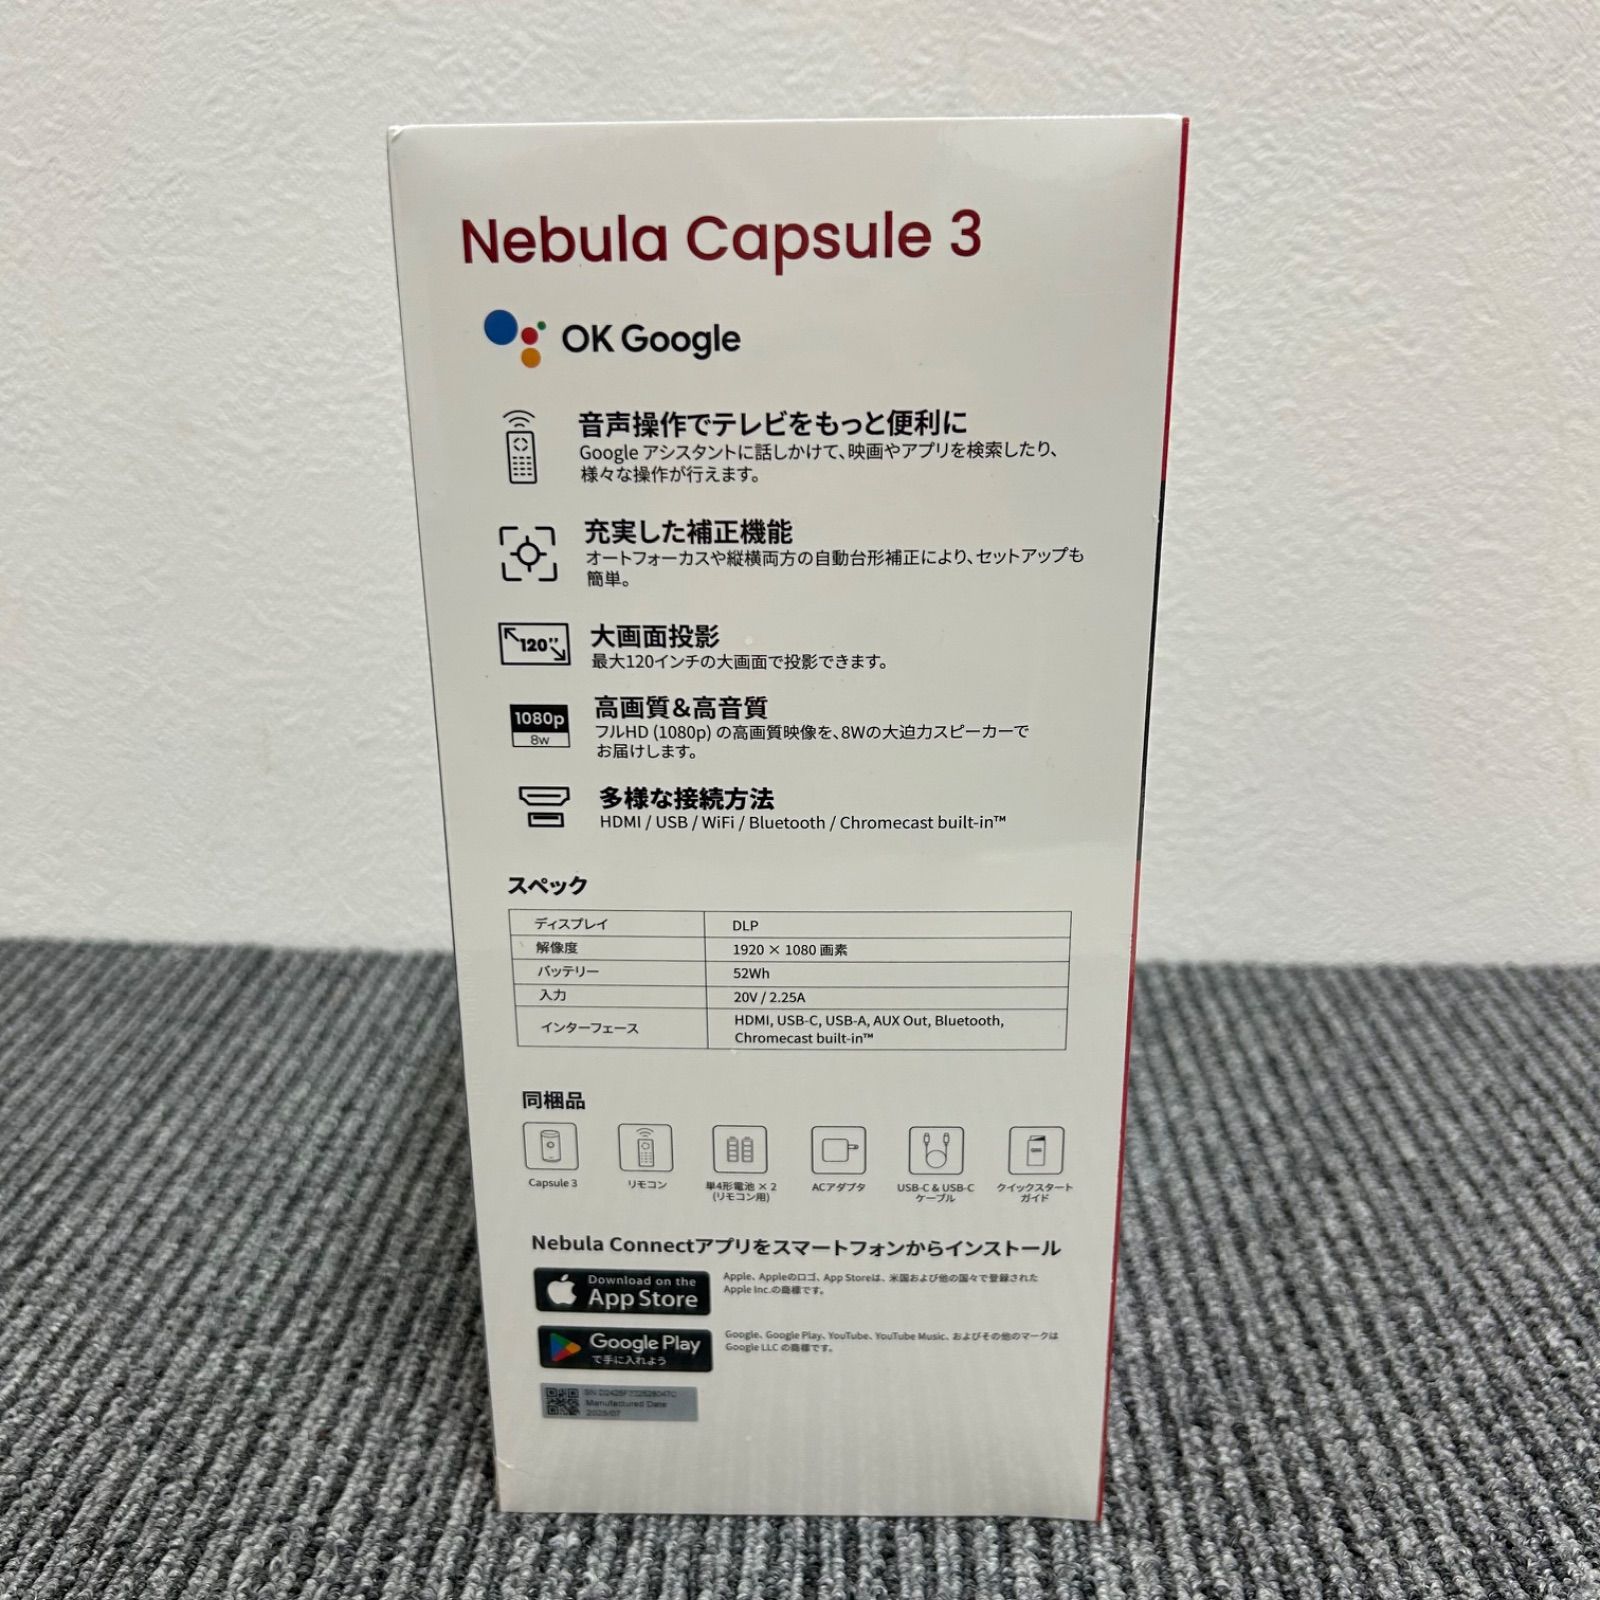 Nebula Capsule 3
OK Google
音声操作でテレビをもっと便利に
Google アシスタントに話しかけて、映画やアプリを検索したり、
様々な操作が行えます。
充実した補正機能
オートフォーカスや縦横両方の自動台形補正により、セットアップも
簡単。
120"
大画面投影
最大120インチの大画面で投影できます。
1080p
8w
高画質&高音質
フルHD (1080p) の高画質映像を、8Wの大迫力スピーカーで
お届けします。
多様な接続方法
HDMI / USB / WiFi / Bluetooth / Chromecast built-in™
スペック
ディスプレイ DLP
解像度 1920 × 1080 画素
バッテリー 52Wh
入力 20V / 2.25A
インターフェース HDMI, USB-C, USB-A, AUX Out, Bluetooth,
Chromecast built-in™
同梱品
Capsule 3
リモコン
単4形電池 × 2
(リモコン用)
ACアダプタ
USB-C & USB-C
ケーブル
クイックスタート
ガイド
Nebula Connectアプリをスマートフォンからインストール
Download on the
App Store
Apple、Appleのロゴ、App Storeは、米国および他の国々で登録された
Apple Inc.の商標です。
Google Play
で手に入れよう
Google、Google Play、YouTube、YouTube Music、およびその他のマークは
Google LLC の商標です。
SN
Manufactured Date